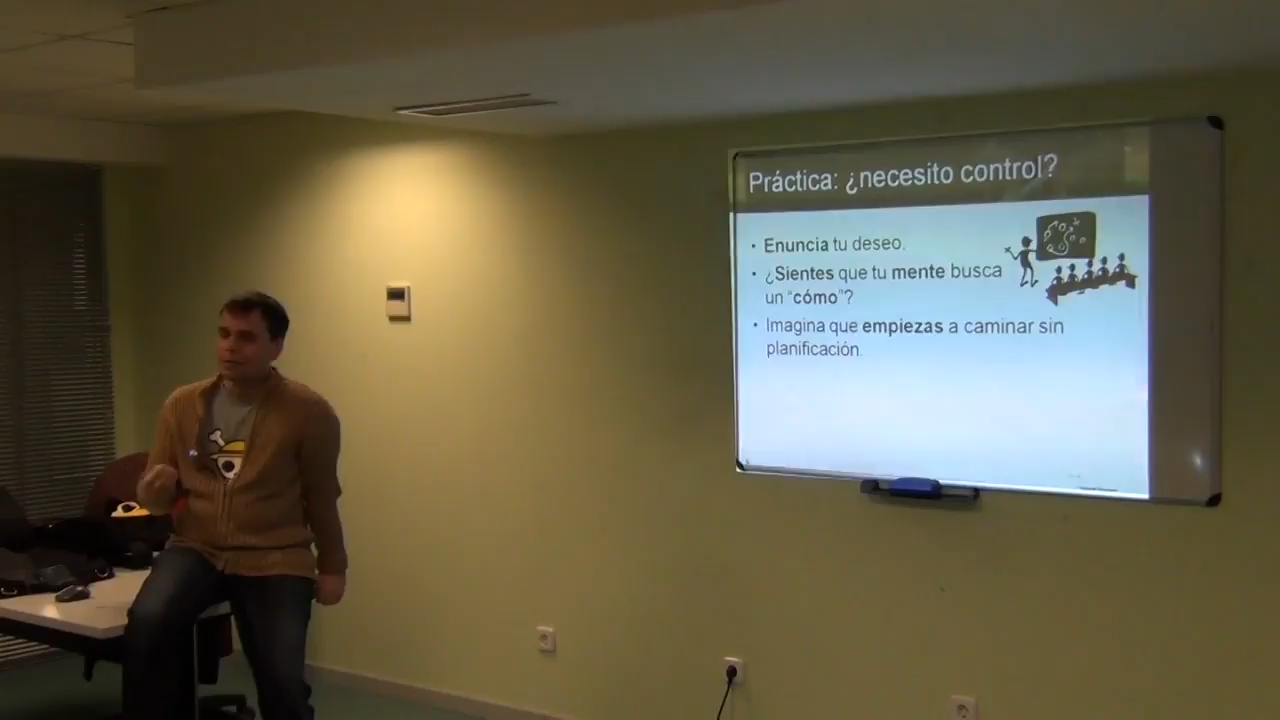 Práctica: ¿necesito control?
• Enuncia tu deseo.
• ¿Sientes que tu mente busca
un “cómo”?
• Imagina que empiezas a caminar sin
planificación.